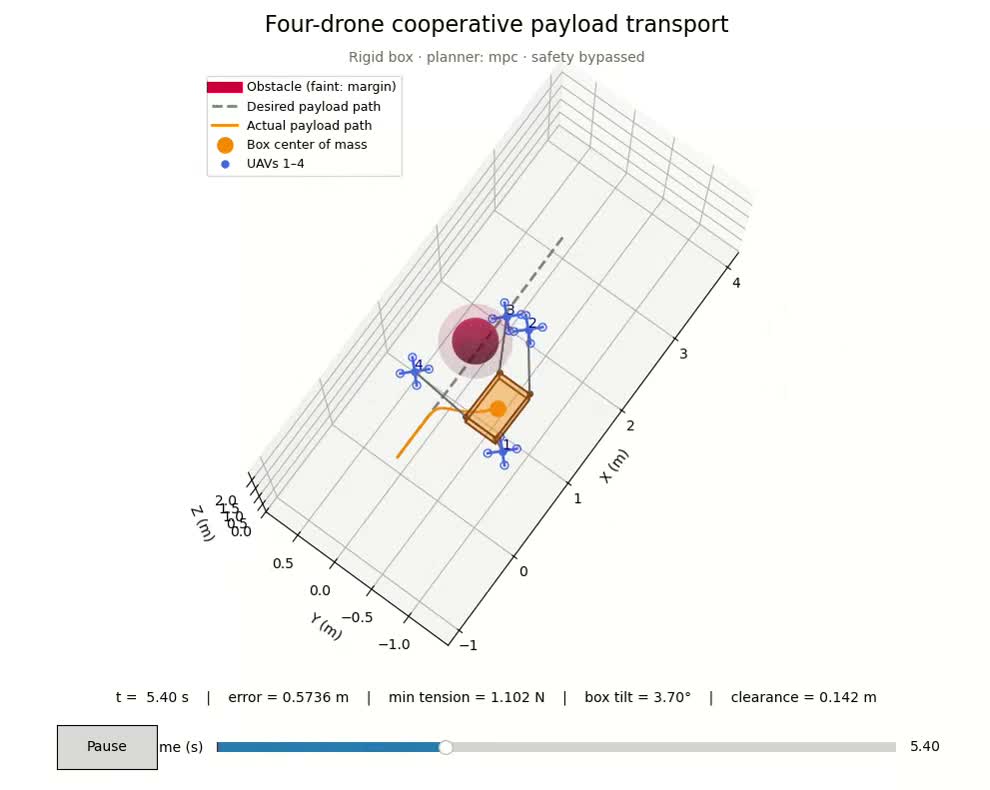 Four-drone cooperative payload transport
Rigid box · planner: mpc · safety bypassed
Obstacle (faint: margin)
Desired payload path
Actual payload path
Box center of mass
UAVs 1–4
3
2
4
1
4
3
2
1
0
−1
X (m)
2.0
1.5
1.0
0.5
0.0
Z (m)
0.5
0.0
−0.5
−1.0
Y (m)
t = 5.40 s | error = 0.5736 m | min tension = 1.102 N | box tilt = 3.70° | clearance = 0.142 m
Pause me (s) 5.40